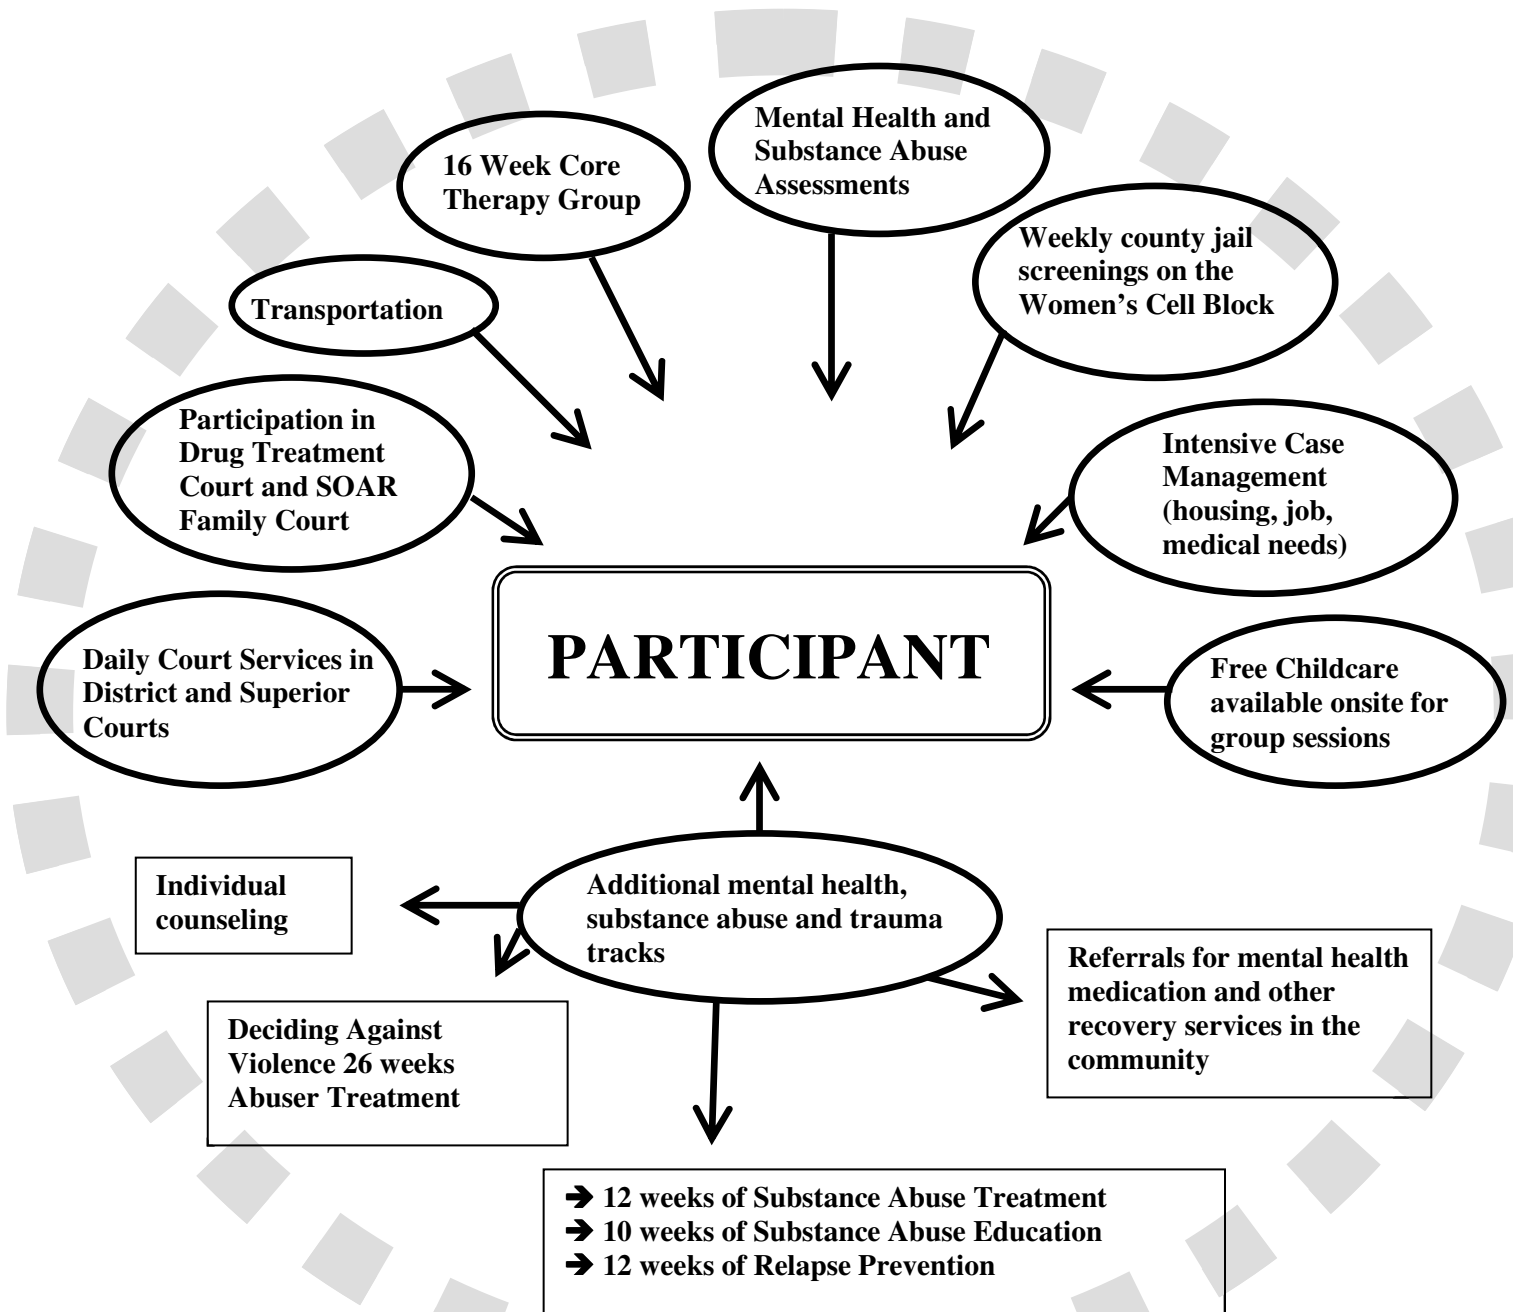 Mental Health and
Substance Abuse
Assessments
16 Week Core
Therapy Group
Weekly county jail
screenings on the
Women’s Cell Block
Transportation
Participation in
Drug Treatment
Court and SOAR
Family Court
Intensive Case
Management
(housing, job,
medical needs)
PARTICIPANT
Daily Court Services in
District and Superior
Courts
Free Childcare
available onsite for
group sessions
Additional mental health,
substance abuse and trauma
tracks
Individual
counseling
Referrals for mental health
medication and other
recovery services in the
community
Deciding Against
Violence 26 weeks
Abuser Treatment
➔ 12 weeks of Substance Abuse Treatment
➔ 10 weeks of Substance Abuse Education
➔ 12 weeks of Relapse Prevention